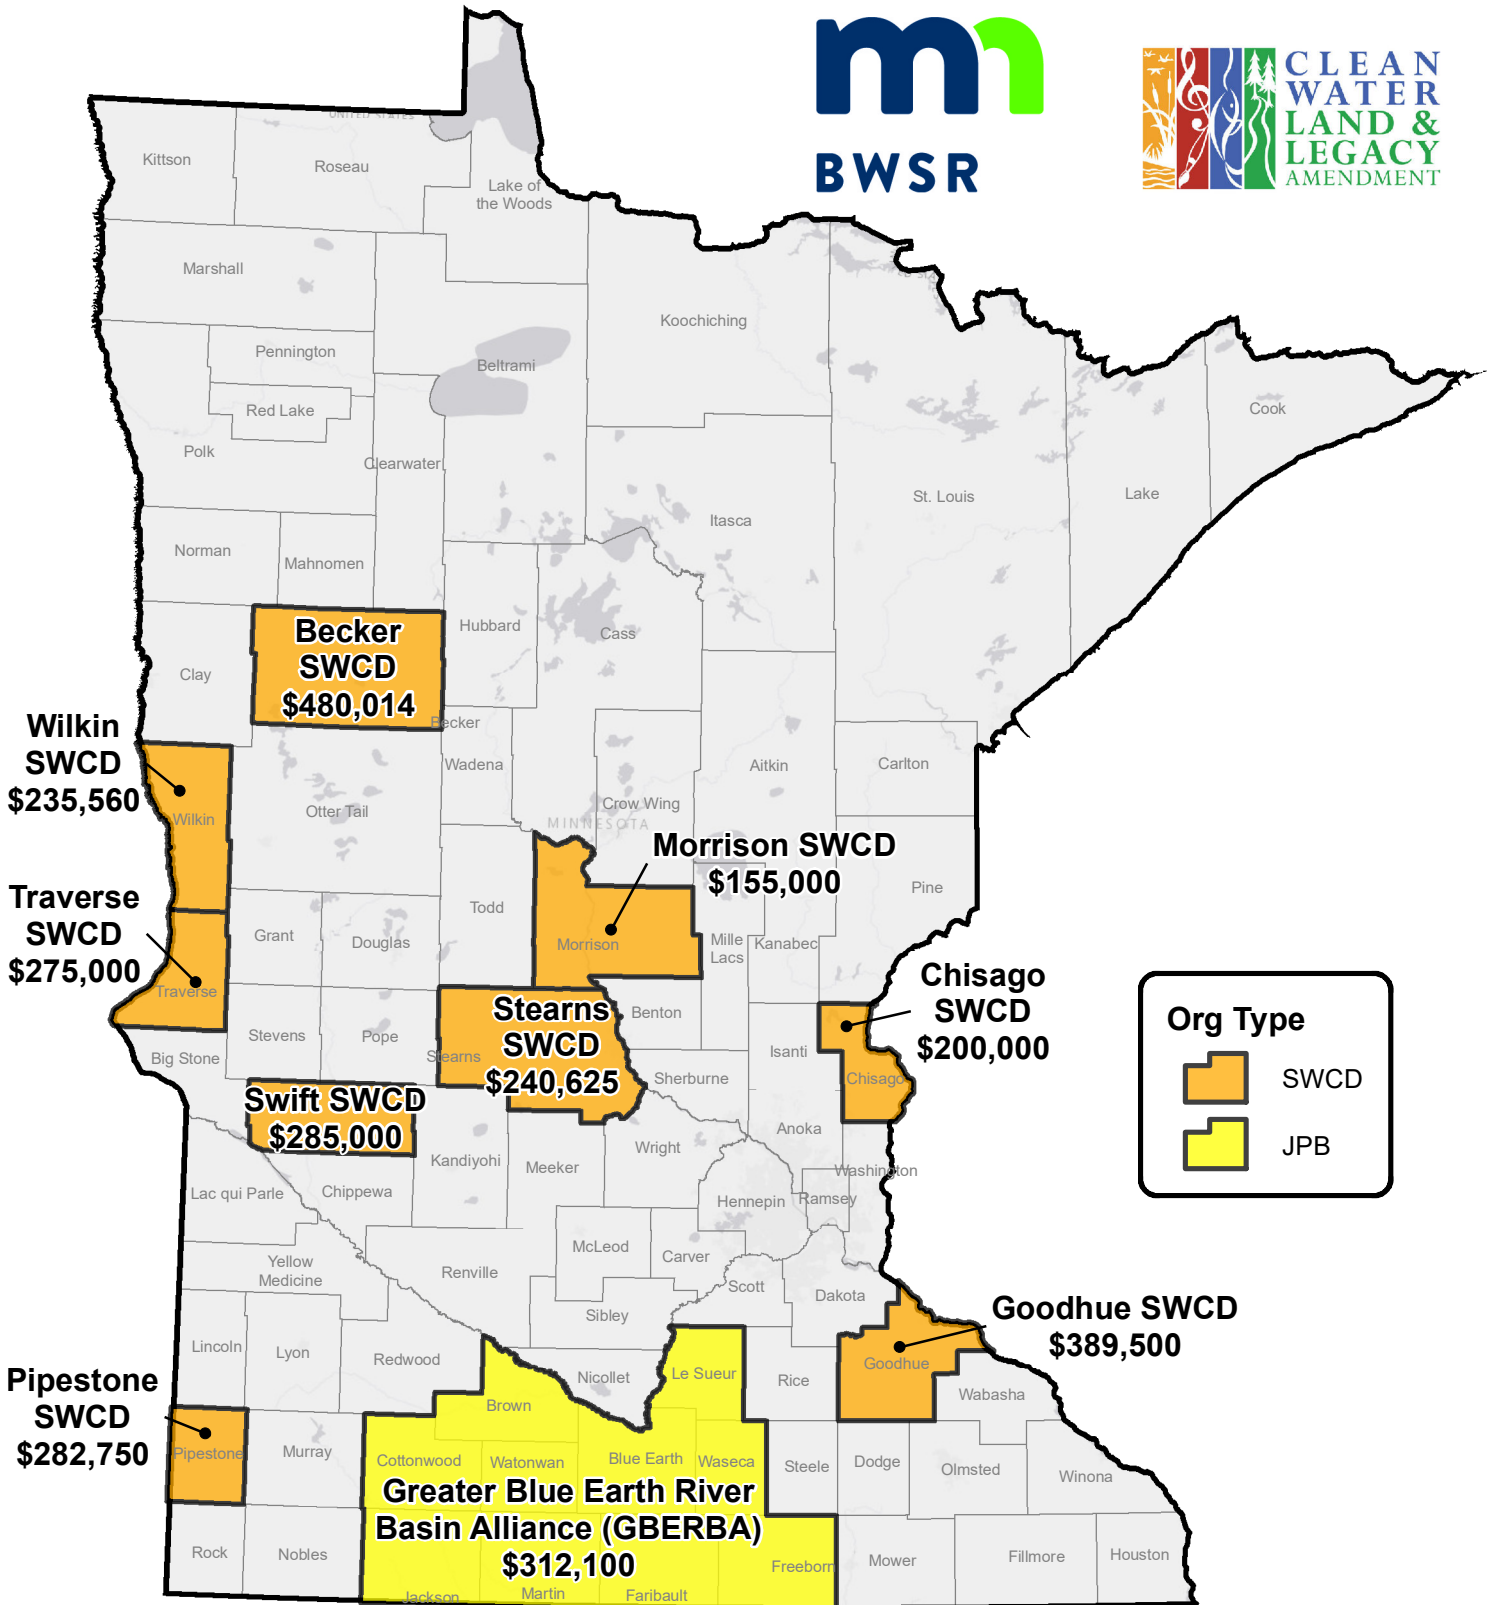 BWSR
CLEAN
WATER
LAND &
LEGACY
AMENDMENT
UNITED STATES
Kittson
Roseau
Lake of
the Woods
Marshall
Koochiching
Pennington
Beltrami
Red Lake
Cook
Polk
Clearwater
St. Louis
Lake
Itasca
Norman
Mahnomen
Becker
SWCD
$480,014
Hubbard
Cass
Clay
Becker
Wilkin
SWCD
$235,560
Wadena
Aitkin
Carlton
Otter Tail
Crow Wing
Wilkin
MINNESOTA
Morrison SWCD
$155,000
Pine
Traverse
SWCD
$275,000
Todd
Grant
Douglas
Morrison
Mille
Lacs
Kanabec
Traverse
Chisago
SWCD
$200,000
Stearns
SWCD
$240,625
Benton
Stevens
Pope
Stearns
Isanti
Big Stone
Sherburne
Chisago
Org Type
SWCD
JPB
Swift SWCD
$285,000
Anoka
Kandiyohi
Meeker
Wright
Washington
Lac qui Parle
Chippewa
Hennepin
Ramsey
McLeod
Carver
Yellow
Medicine
Renville
Scott
Dakota
Sibley
Goodhue SWCD
$389,500
Lincoln
Lyon
Redwood
Nicollet
Le Sueur
Rice
Goodhue
Wabasha
Pipestone
SWCD
$282,750
Brown
Pipestone
Murray
Cottonwood
Watonwan
Blue Earth
Waseca
Steele
Dodge
Olmsted
Winona
Greater Blue Earth River
Basin Alliance (GBERBA)
$312,100
Rock
Nobles
Freeborn
Mower
Fillmore
Houston
Jackson
Martin
Faribault